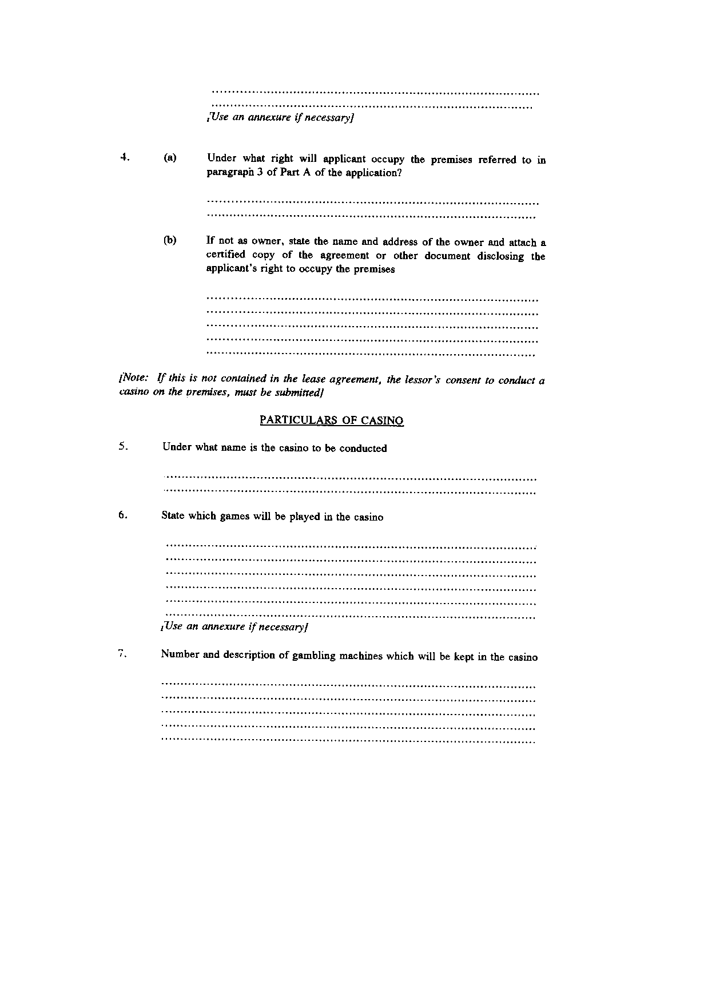 ................................................................................
................................................................................
[Use an annexure if necessary]
4. (a) Under what right will applicant occupy the premises referred to in
paragraph 3 of Part A of the application?
................................................................................
................................................................................
(b) If not as owner, state the name and address of the owner and attach a
certified copy of the agreement or other document disclosing the
applicant's right to occupy the premises
................................................................................
................................................................................
................................................................................
................................................................................
................................................................................
[Note: If this is not contained in the lease agreement, the lessor's consent to conduct a
casino on the premises, must be submitted]
PARTICULARS OF CASINO
5. Under what name is the casino to be conducted
................................................................................
................................................................................
6. State which games will be played in the casino
................................................................................
................................................................................
................................................................................
................................................................................
................................................................................
................................................................................
[Use an annexure if necessary]
7. Number and description of gambling machines which will be kept in the casino
................................................................................
................................................................................
................................................................................
................................................................................
................................................................................